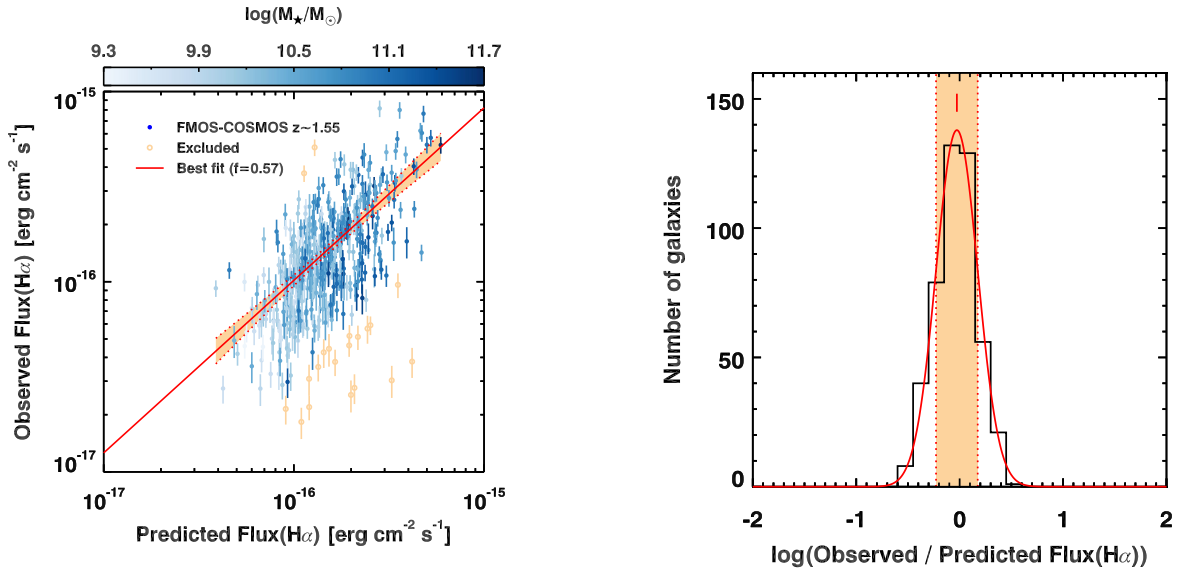 log(M★/M⊙)
9.3 9.9 10.5 11.1 11.7
10⁻¹⁵
FMOS-COSMOS z~1.55
Excluded
Best fit (f=0.57)
10⁻¹⁶
10⁻¹⁷
Observed Flux(Hα) [erg cm⁻² s⁻¹]
10⁻¹⁷ 10⁻¹⁶ 10⁻¹⁵
Predicted Flux(Hα) [erg cm⁻² s⁻¹]
150
100
50
0
Number of galaxies
-2 -1 0 1 2
log(Observed / Predicted Flux(Hα))